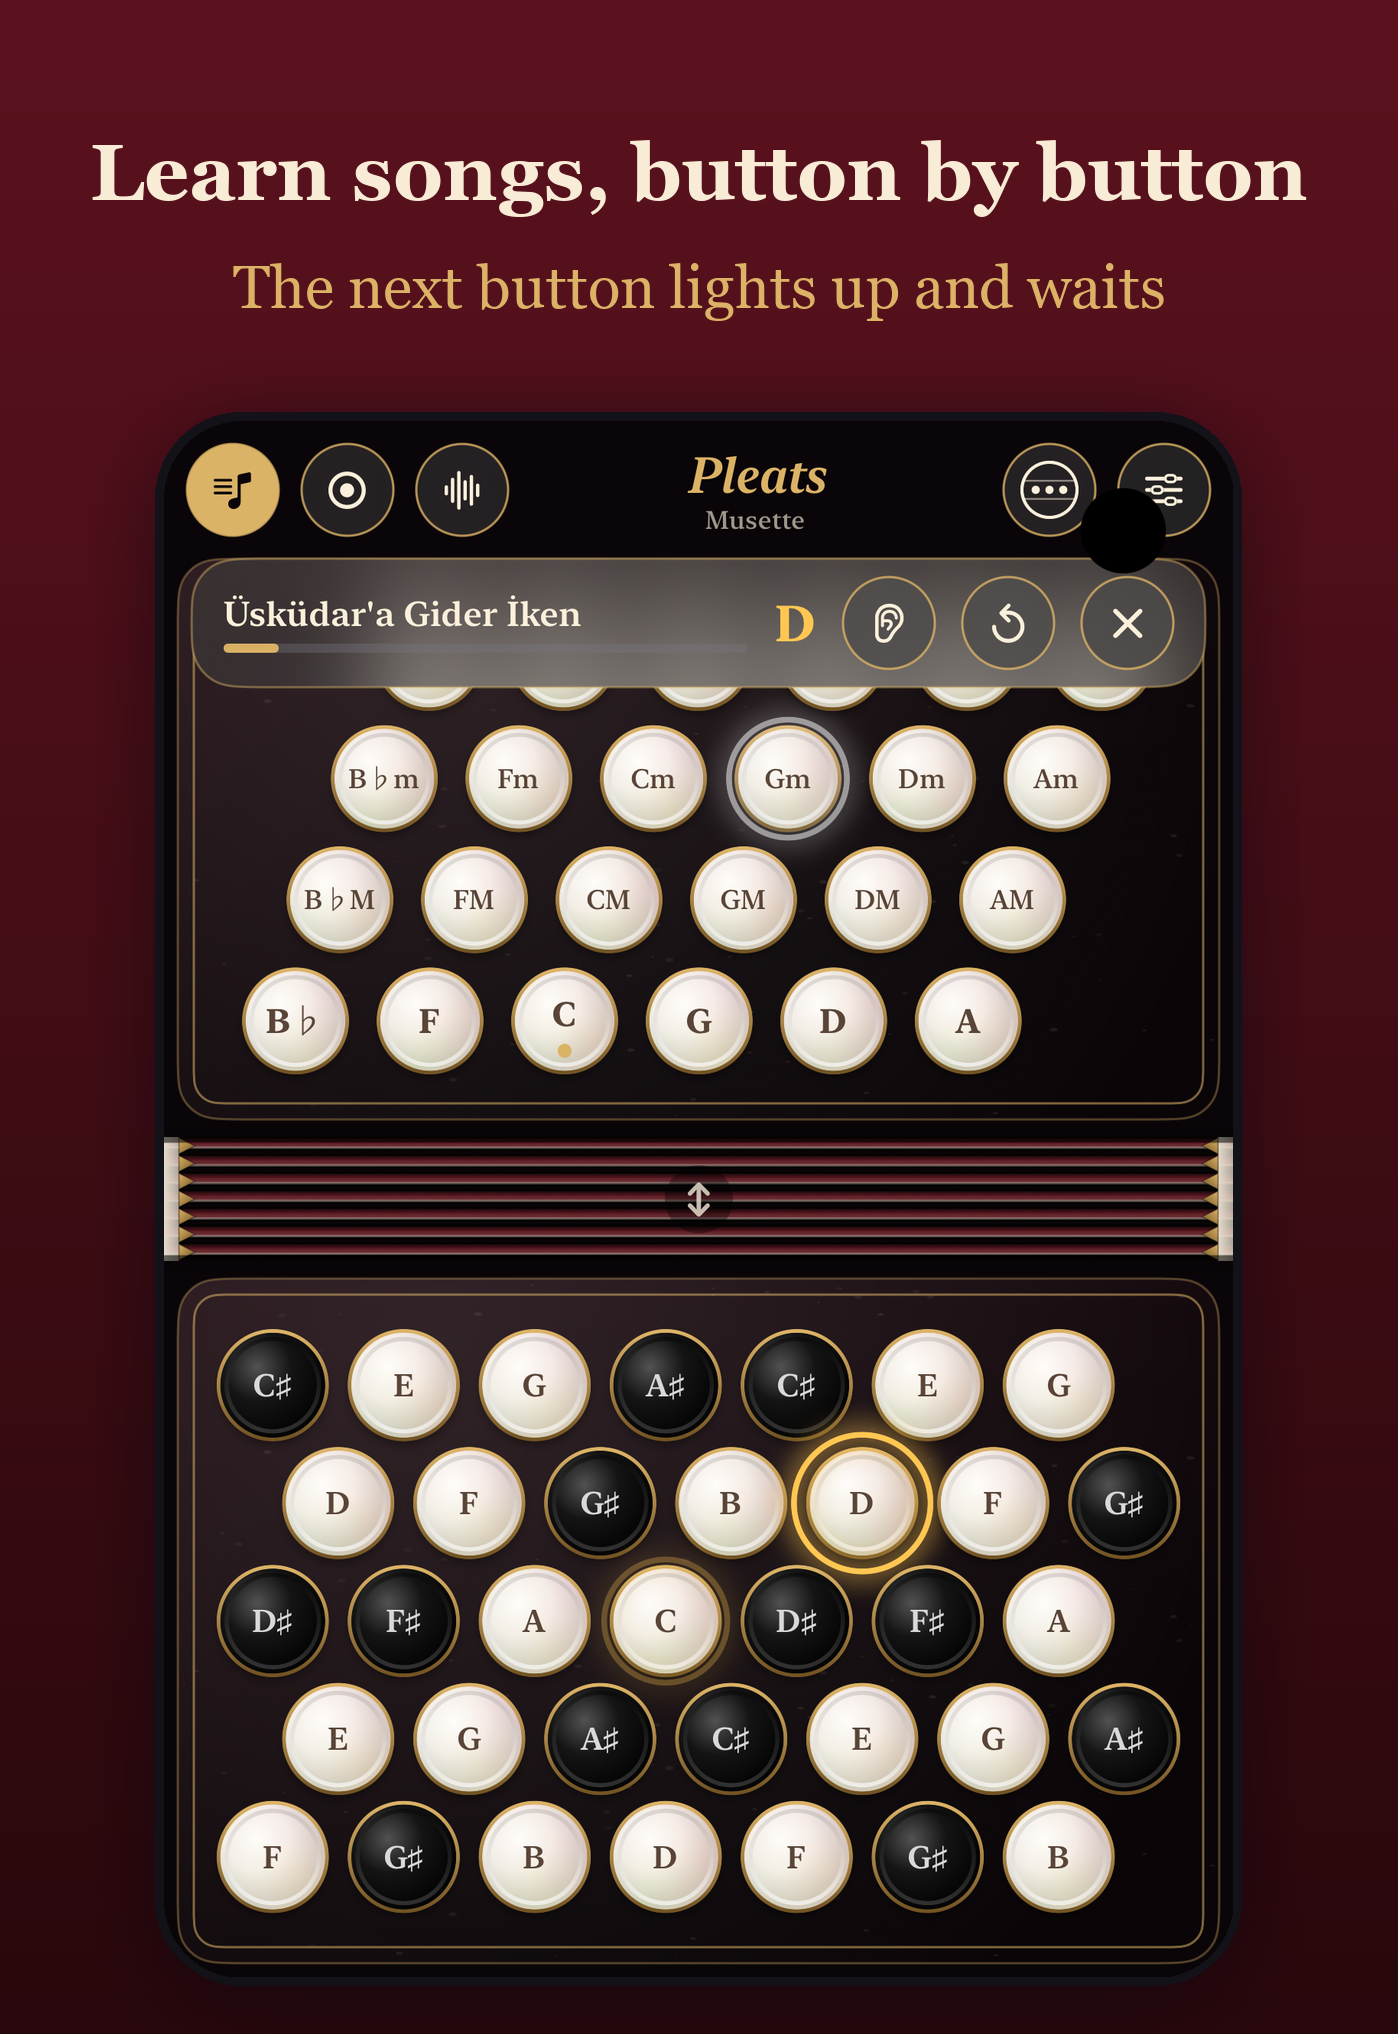 Learn songs, button by button
The next button lights up and waits
Pleats
Musette
Üsküdar'a Gider İken D
B♭m Fm Cm Gm Dm Am
B♭M FM CM GM DM AM
B♭ F C G D A
C♯ E G A♯ C♯ E G
D F G♯ B D F G♯
D♯ F♯ A C D♯ F♯ A
E G A♯ C♯ E G A♯
F G♯ B D F G♯ B